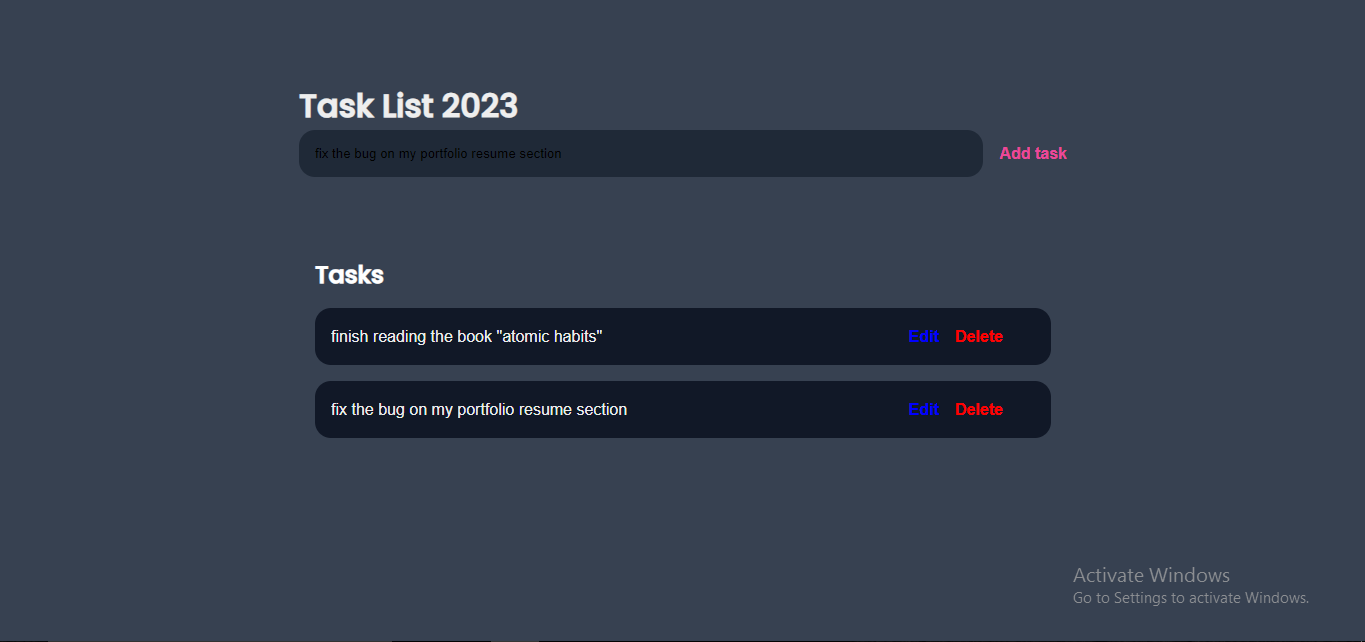 Task List 2023
fix the bug on my portfolio resume section
Add task
Tasks
finish reading the book "atomic habits"
Edit
Delete
fix the bug on my portfolio resume section
Edit
Delete
Activate Windows
Go to Settings to activate Windows.